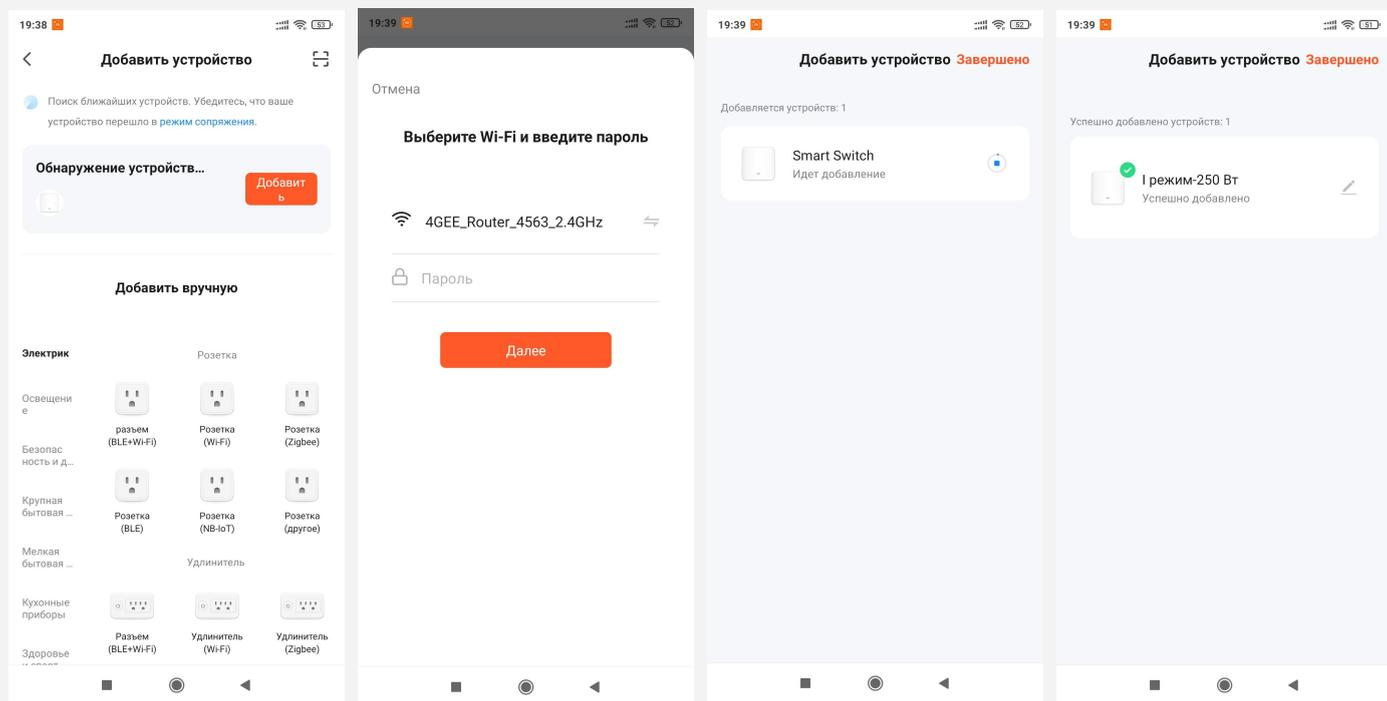 19:38
53
Добавить устройство
Поиск ближайших устройств. Убедитесь, что ваше
устройство перешло в режим сопряжения.
Обнаружение устройств...
Добавит
ь
Добавить вручную
Электрик
Розетка
Освещени
е
разъем
(BLE+Wi-Fi)
Розетка
(Wi-Fi)
Розетка
(Zigbee)
Безопас
ность и д...
Розетка
(BLE)
Розетка
(NB-IoT)
Розетка
(другое)
Крупная
бытовая ...
Мелкая
бытовая ...
Удлинитель
Кухонные
приборы
Разъем
(BLE+Wi-Fi)
Удлинитель
(Wi-Fi)
Удлинитель
(Zigbee)
Здоровье
и спорт
19:39
52
Отмена
Выберите Wi-Fi и введите пароль
4GEE_Router_4563_2.4GHz
Пароль
Далее
19:39
52
Добавить устройство Завершено
Добавляется устройств: 1
Smart Switch
Идет добавление
19:39
51
Добавить устройство Завершено
Успешно добавлено устройств: 1
I режим-250 Вт
Успешно добавлено